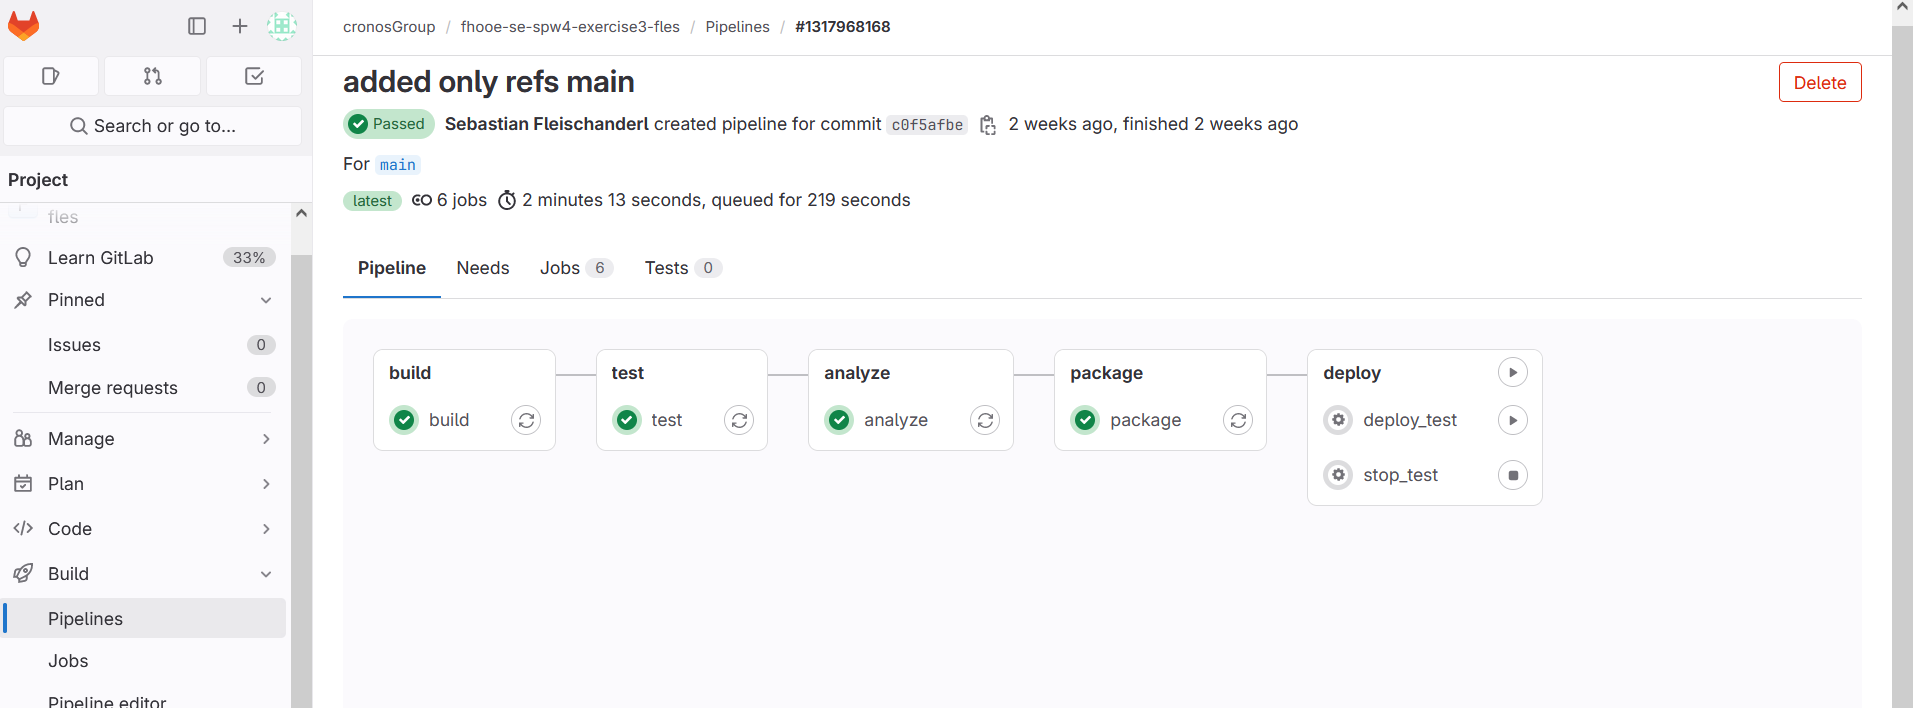 cronosGroup / fhooe-se-spw4-exercise3-fles / Pipelines / #1317968168
added only refs main
Delete
Passed Sebastian Fleischanderl created pipeline for commit c0f5afbe 2 weeks ago, finished 2 weeks ago
For main
latest 6 jobs 2 minutes 13 seconds, queued for 219 seconds
Search or go to...
Project
fles
Learn GitLab 33%
Pinned
Issues 0
Merge requests 0
Manage
Plan
Code
Build
Pipelines
Jobs
Pipeline editor
Pipeline Needs Jobs 6 Tests 0
build
build
test
test
analyze
analyze
package
package
deploy
deploy_test
stop_test